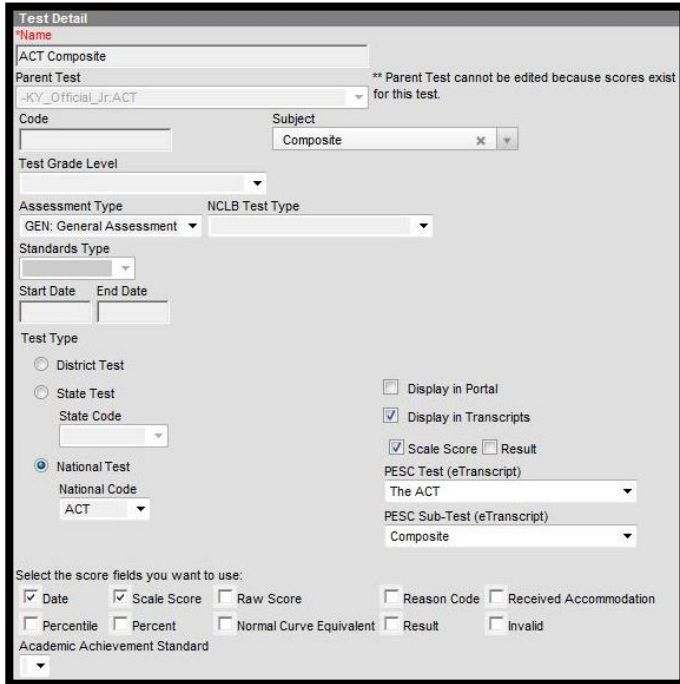 Test Detail
*Name
ACT Composite
Parent Test
** Parent Test cannot be edited because scores exist
-KY_Official_Jr:ACT
for this test.
Code Subject
Composite
Test Grade Level
Assessment Type NCLB Test Type
GEN: General Assessment
Standards Type
Start Date End Date
Test Type
District Test
State Test
State Code
National Test
National Code
ACT
Display in Portal
Display in Transcripts
Scale Score Result
PESC Test (eTranscript)
The ACT
PESC Sub-Test (eTranscript)
Composite
Select the score fields you want to use:
Date Scale Score Raw Score Reason Code Received Accommodation
Percentile Percent Normal Curve Equivalent Result Invalid
Academic Achievement Standard